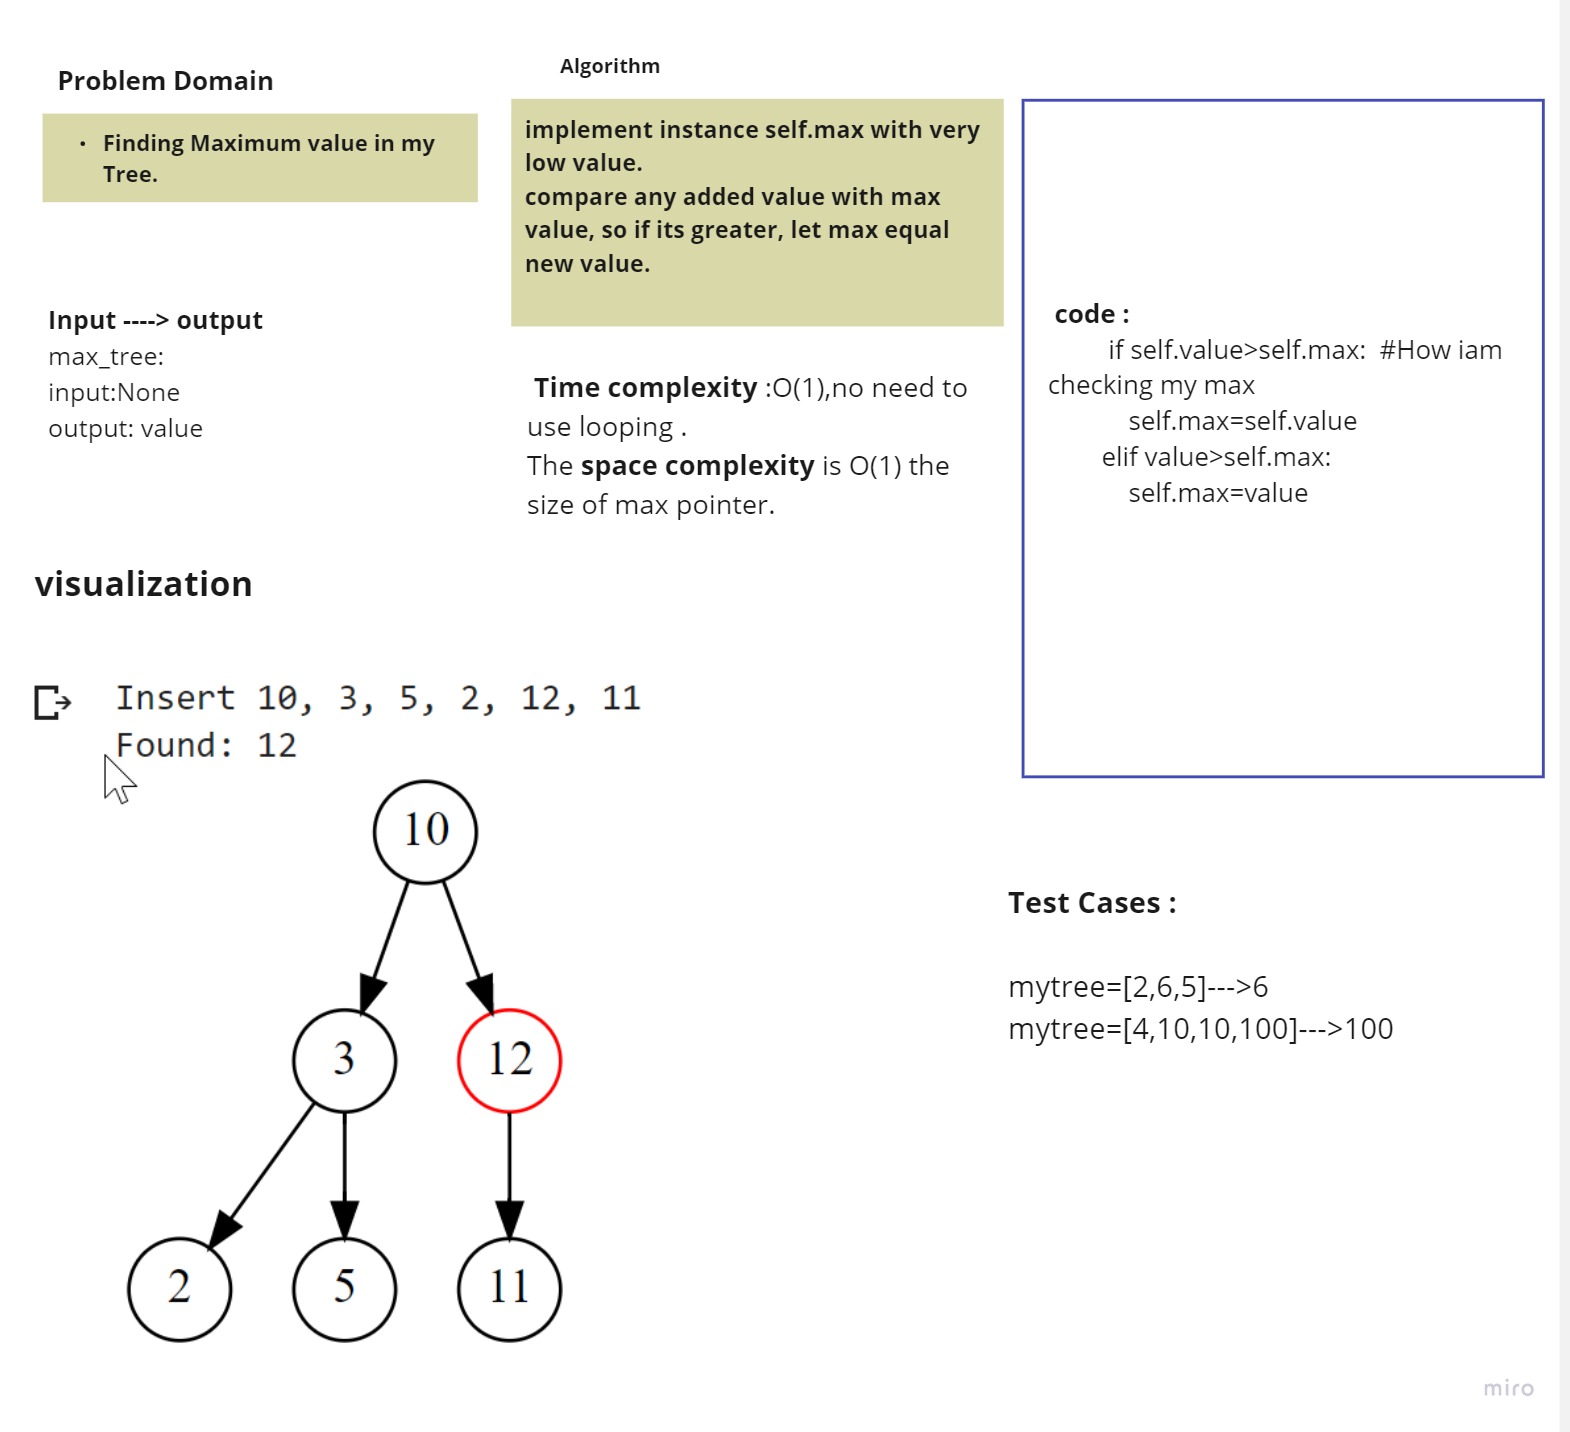 Problem Domain
• Finding Maximum value in my
Tree.
Input ----> output
max_tree:
input:None
output: value
Algorithm
implement instance self.max with very
low value.
compare any added value with max
value, so if its greater, let max equal
new value.
Time complexity :O(1),no need to
use looping .
The space complexity is O(1) the
size of max pointer.
code :
if self.value>self.max:  #How iam
checking my max
self.max=self.value
elif value>self.max:
self.max=value
visualization
Insert 10, 3, 5, 2, 12, 11
Found: 12
10
3
12
2
5
11
Test Cases :
mytree=[2,6,5]--->6
mytree=[4,10,10,100]--->100
miro